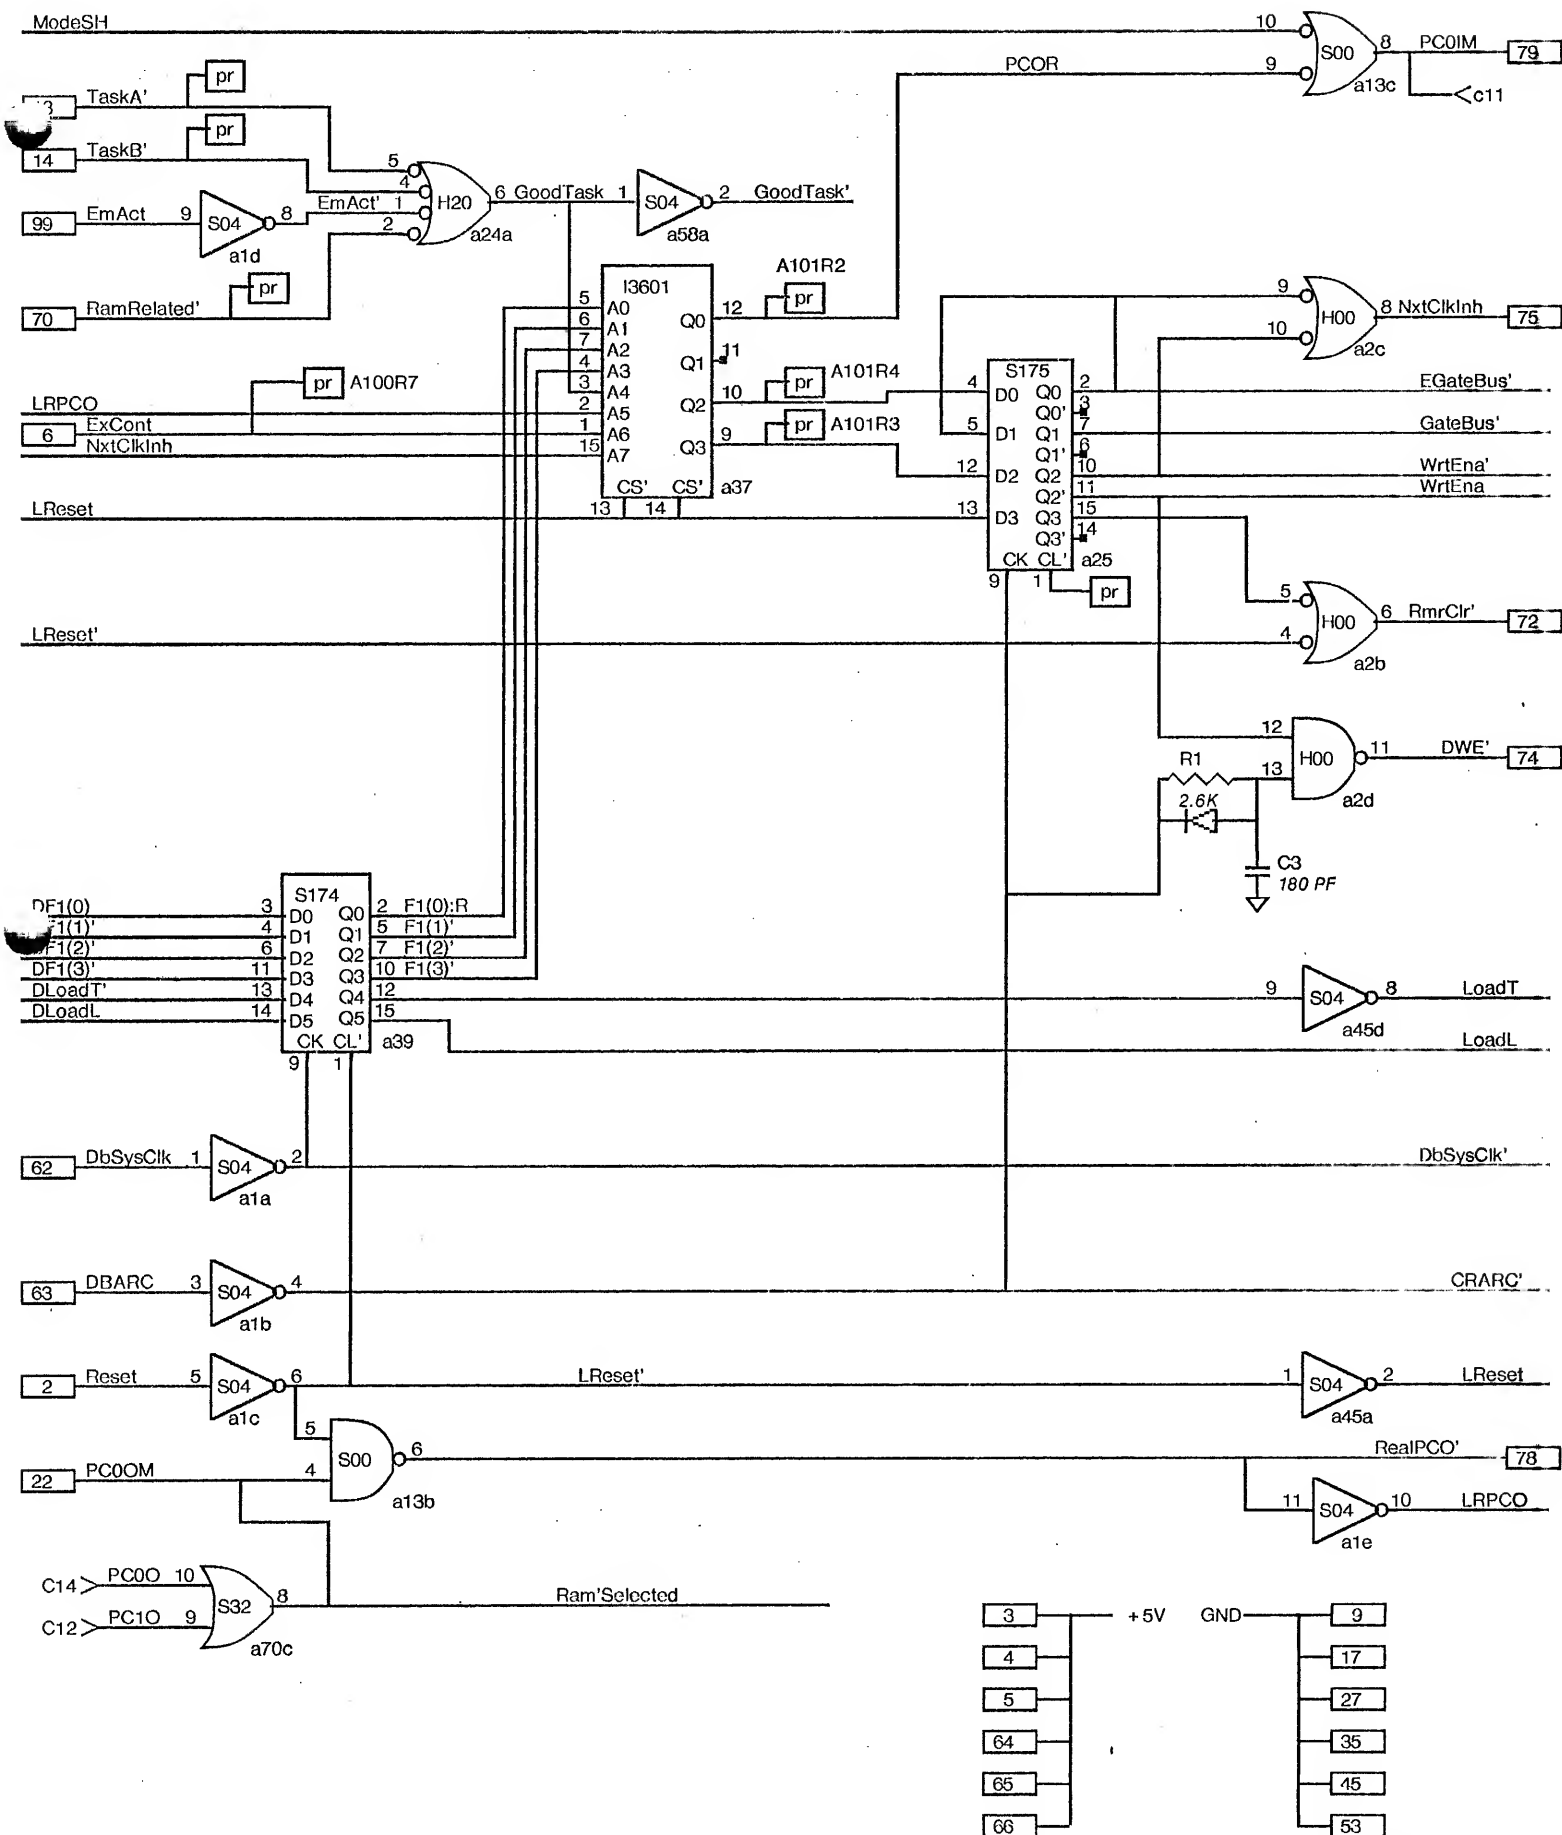 ModeSH
10
S00
8
PC0IM
79
PCOR
9
a13c
c11
pr
TaskA'
pr
14
TaskB'
5
4
EmAct'
1
2
H20
a24a
6
GoodTask
1
S04
2
GoodTask'
a58a
99
EmAct
9
S04
8
a1d
pr
70
RamRelated'
I3601
5
A0
6
A1
7
A2
4
A3
3
A4
2
A5
1
A6
15
A7
Q0
12
Q1
11
Q2
10
Q3
9
CS'
CS'
a37
13
14
A101R2
pr
pr
A101R4
pr
A101R3
pr
A100R7
LRPCO
6
ExCont
NxtClkInh
LReset
S175
4
D0
5
D1
12
D2
13
D3
Q0
2
Q0'
3
Q1
7
Q1'
6
Q2
10
Q2'
11
Q3
15
Q3'
14
CK
CL'
a25
9
1
pr
9
10
H00
a2c
8
NxtClkInh
75
EGateBus'
GateBus'
WrtEna'
WrtEna
LReset'
5
4
H00
a2b
6
RmrClr'
72
12
13
H00
a2d
11
DWE'
74
R1
2.6K
C3
180 PF
S174
DF1(0)
3
D0
Q0
2
F1(0):R
F1(1)'
4
D1
Q1
5
F1(1)'
DF1(2)'
6
D2
Q2
7
F1(2)'
DF1(3)'
11
D3
Q3
10
F1(3)'
DLoadT'
13
D4
Q4
12
DLoadL
14
D5
Q5
15
CK
CL'
a39
9
1
9
S04
8
LoadT
a45d
LoadL
62
DbSysClk
1
S04
2
DbSysClk'
a1a
63
DBARC
3
S04
4
CRARC'
a1b
2
Reset
5
S04
6
LReset'
a1c
1
S04
2
LReset
a45a
5
4
S00
6
a13b
RealPCO'
78
22
PC0OM
11
S04
10
LRPCO
a1e
C14
PC0O
10
C12
PC1O
9
S32
8
a70c
Ram'Selected
3
+5V
GND
9
4
17
5
27
64
35
65
45
66
53